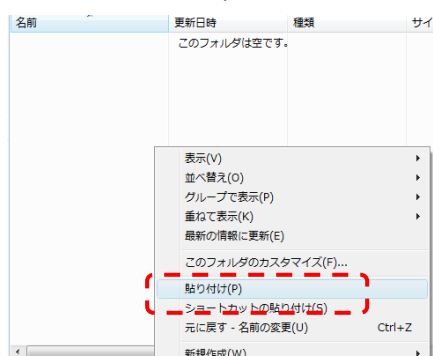 名前 更新日時 種類 サイ
このフォルダは空です。
表示(V)
並べ替え(O)
グループで表示(P)
重ねて表示(K)
最新の情報に更新(E)
このフォルダのカスタマイズ(F)...
貼り付け(P)
ショートカットの貼り付け(S)
元に戻す - 名前の変更(U) Ctrl+Z
新規作成(W)